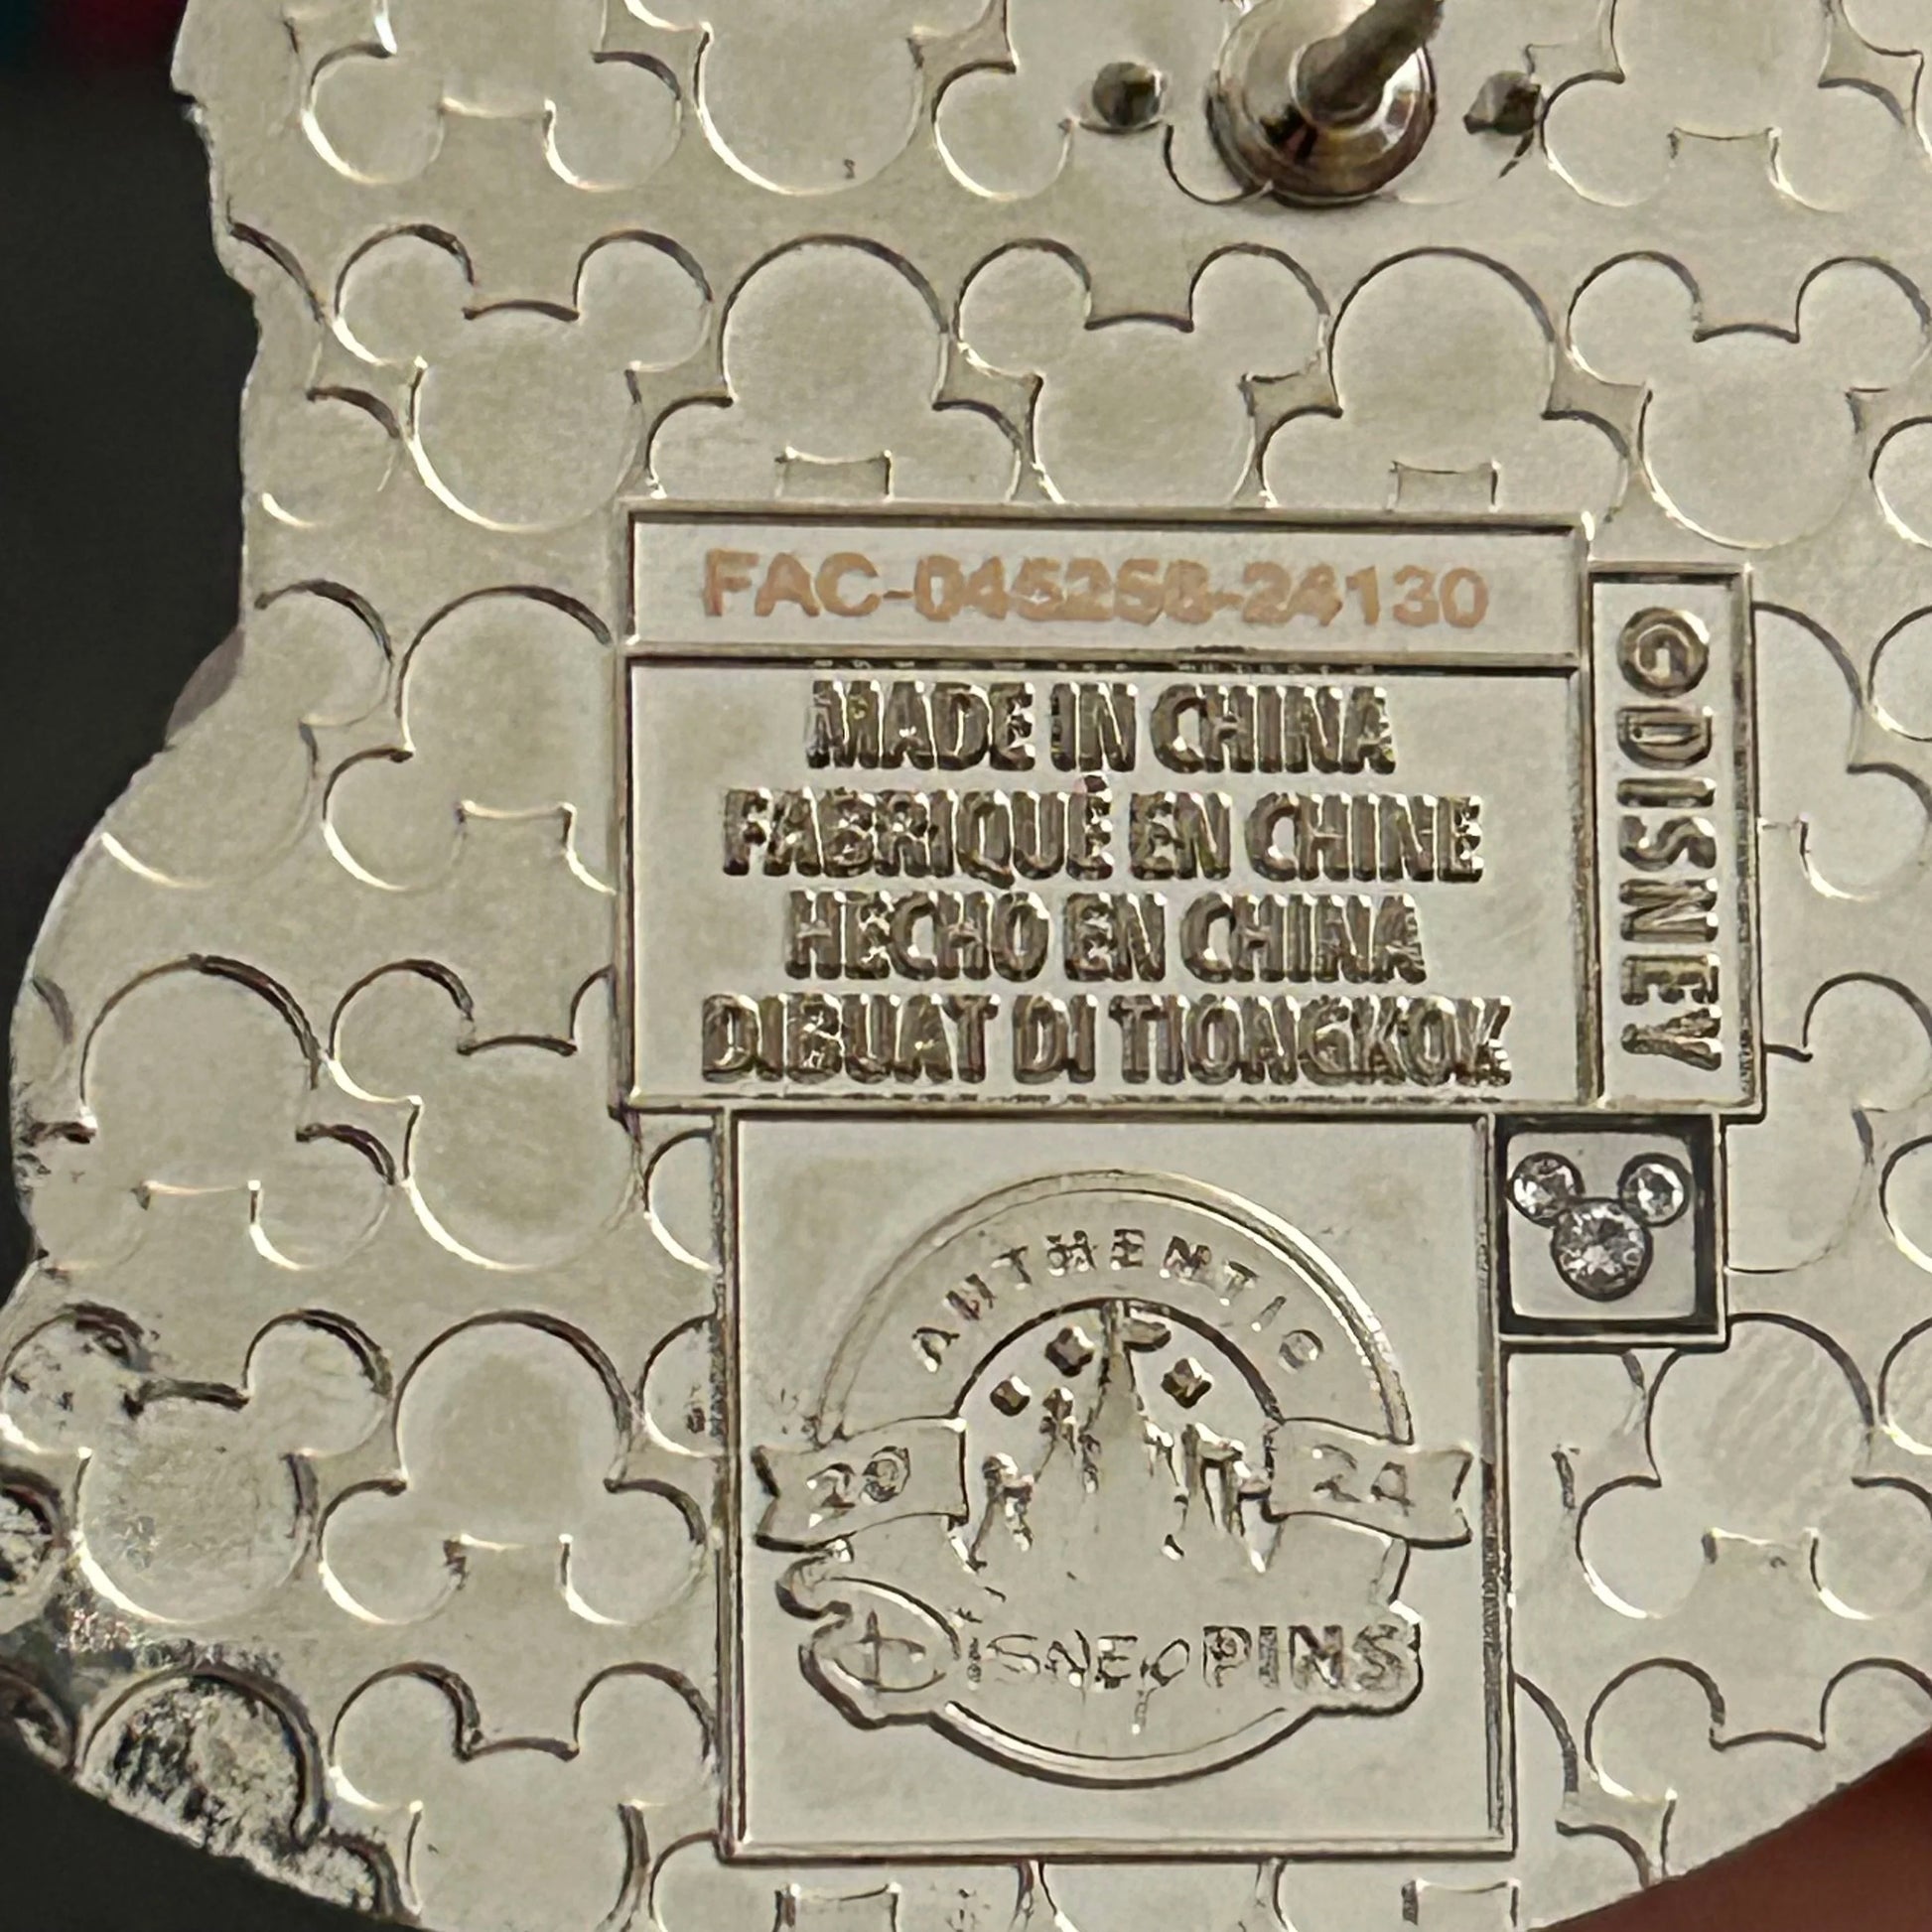 FAC-045258-24130
MADE IN CHINA
FABRIQUÉ EN CHINE
HECHO EN CHINA
DIBUAT DI TIONGKOK
©DISNEY
AUTHENTIC
20 24
DISNEY PINS